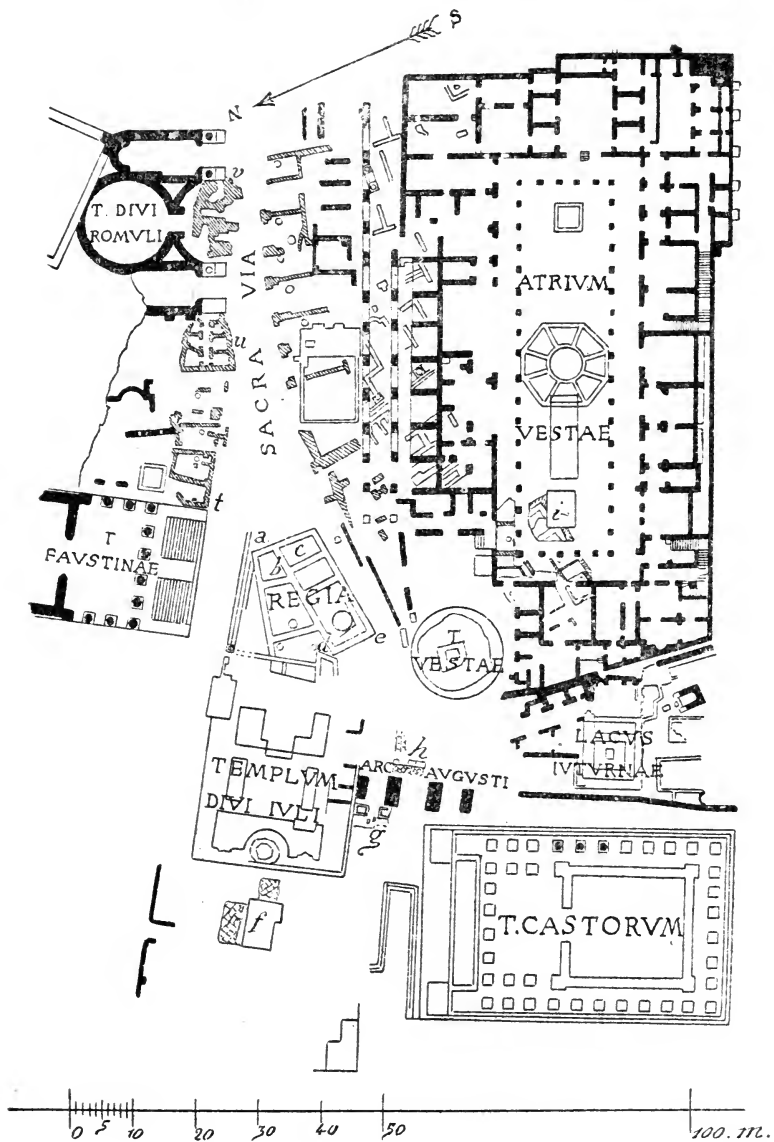 S
N
v
T. DIVI
ROMVLI
VIA
SACRA
u
ATRIVM
VESTAE
i
t
T
FAVSTINAE
a
b
c
REGIA
d
e
T
VESTAE
h
LACVS
IVTVRNAE
TEMPLVM
DIVI IVLI
ARC AVGVSTI
g
f
T. CASTORVM
0 5 10 20 30 40 50 100. m.